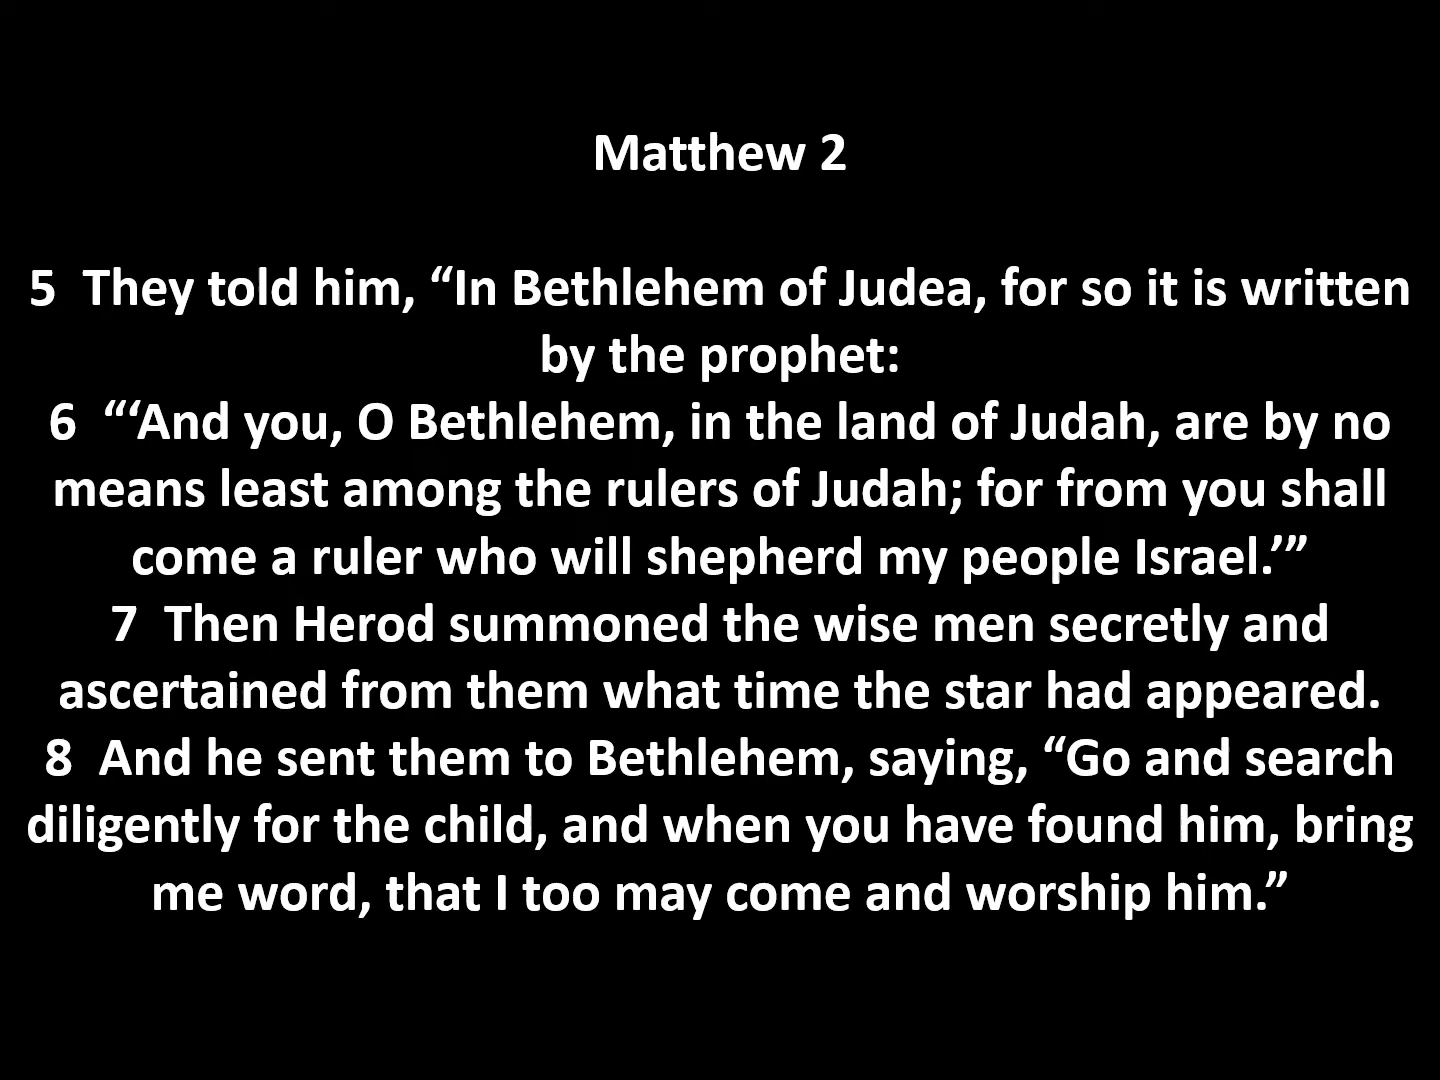 Matthew 2
5  They told him, “In Bethlehem of Judea, for so it is written
by the prophet:
6  “‘And you, O Bethlehem, in the land of Judah, are by no
means least among the rulers of Judah; for from you shall
come a ruler who will shepherd my people Israel.’”
7  Then Herod summoned the wise men secretly and
ascertained from them what time the star had appeared.
8  And he sent them to Bethlehem, saying, “Go and search
diligently for the child, and when you have found him, bring
me word, that I too may come and worship him.”